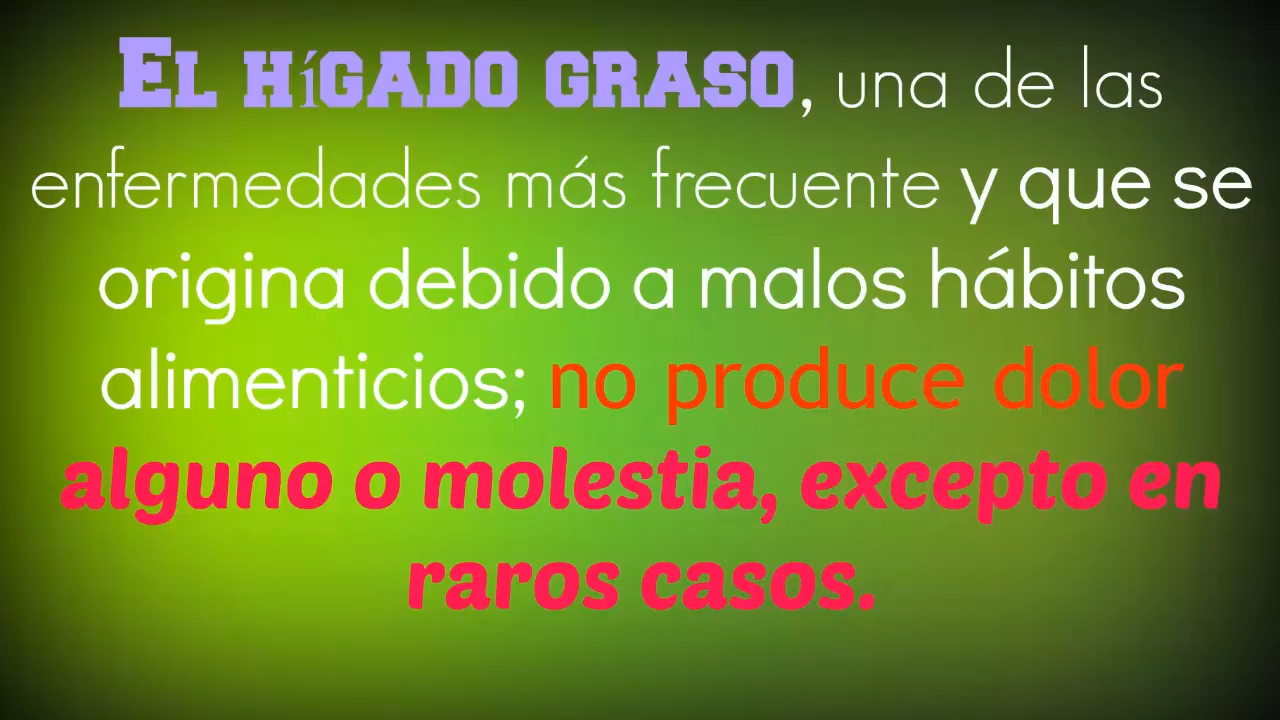 El hígado graso, una de las
enfermedades más frecuente y que se
origina debido a malos hábitos
alimenticios; no produce dolor
alguno o molestia, excepto en
raros casos.